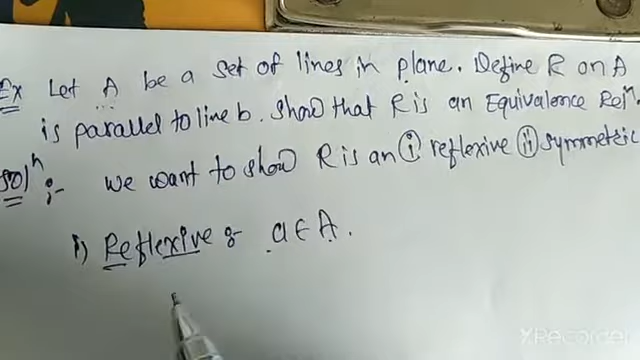 Ex Let A be a set of lines in plane. Define R on A
is parallel to line b. show that R is an Equivalence Relⁿ.
Solⁿ :- we want to show R is an (i) reflexive (ii) symmetric
i) Reflexive :- a ∈ A.
XRecorder